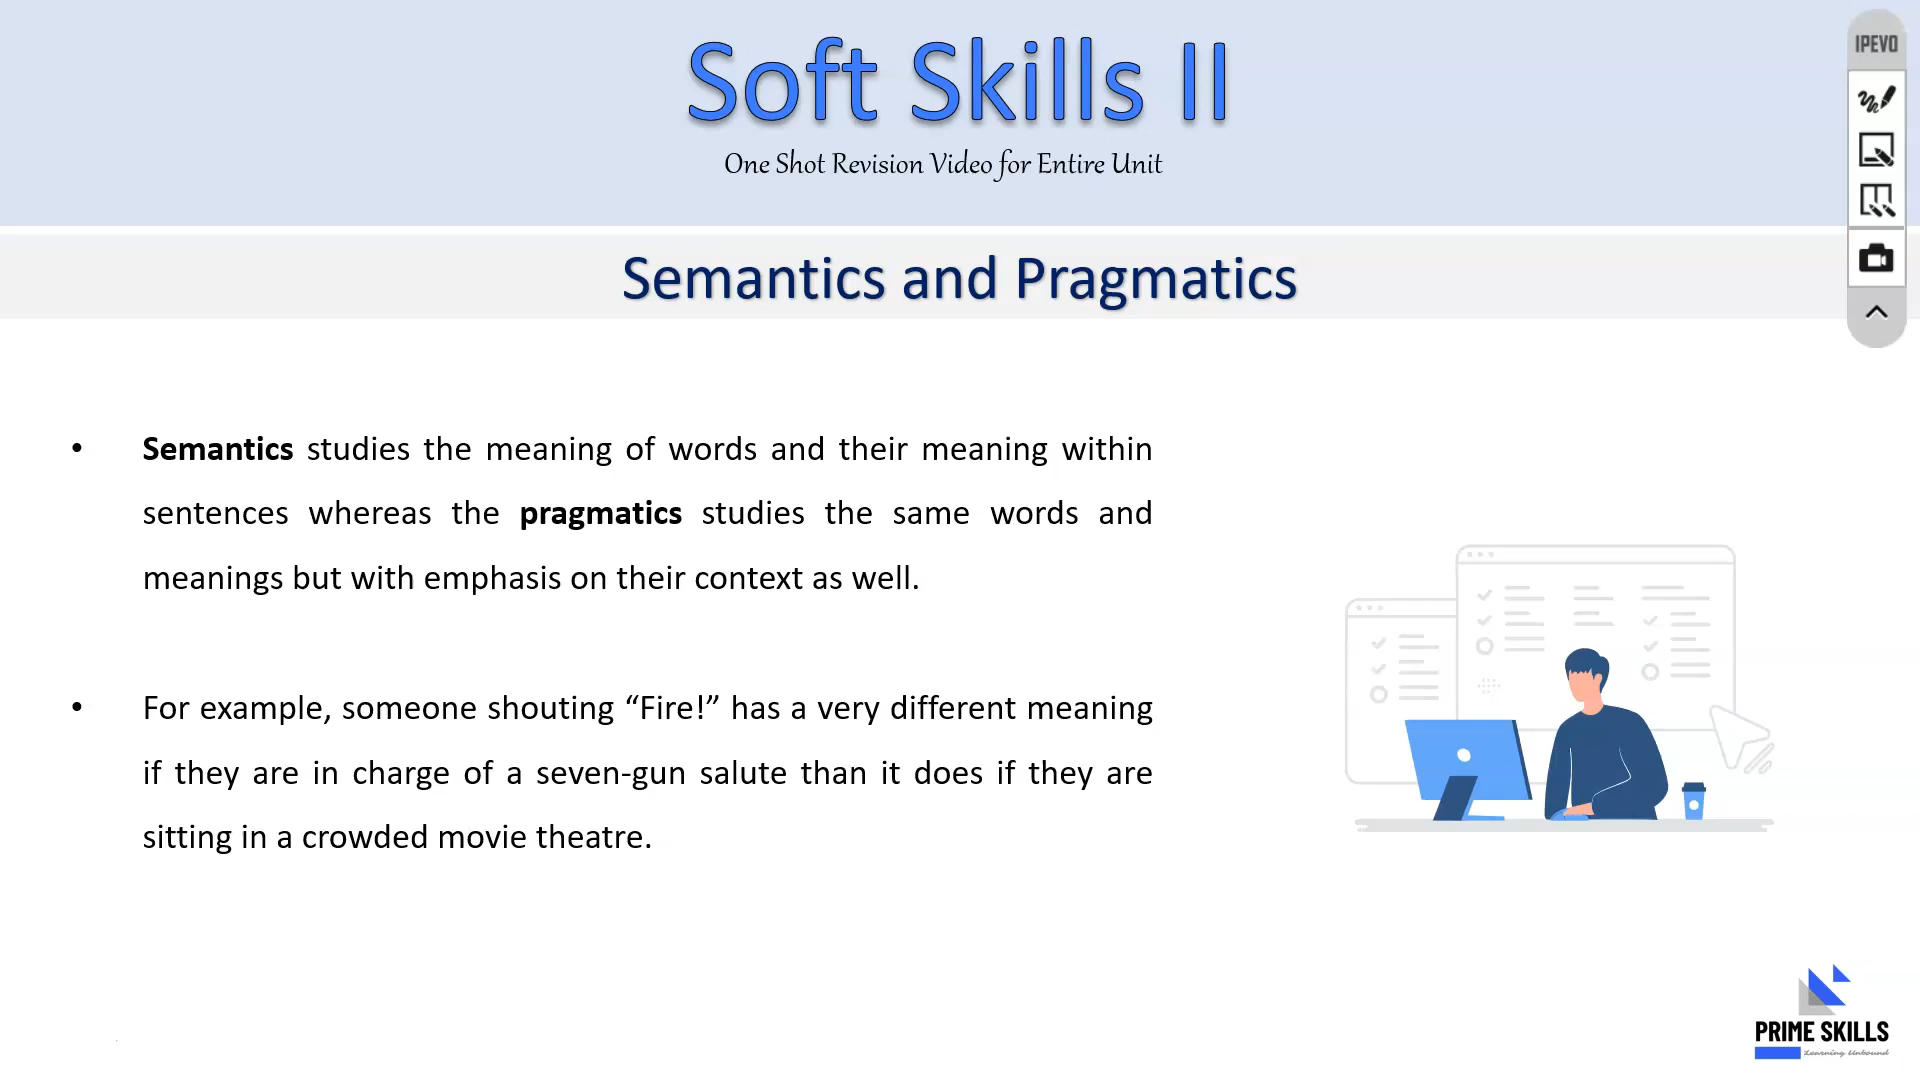 Soft Skills II
One Shot Revision Video for Entire Unit
IPEVO
Semantics and Pragmatics
• Semantics studies the meaning of words and their meaning within
sentences whereas the pragmatics studies the same words and
meanings but with emphasis on their context as well.
• For example, someone shouting “Fire!” has a very different meaning
if they are in charge of a seven-gun salute than it does if they are
sitting in a crowded movie theatre.
PRIME SKILLS
Learning Unbound